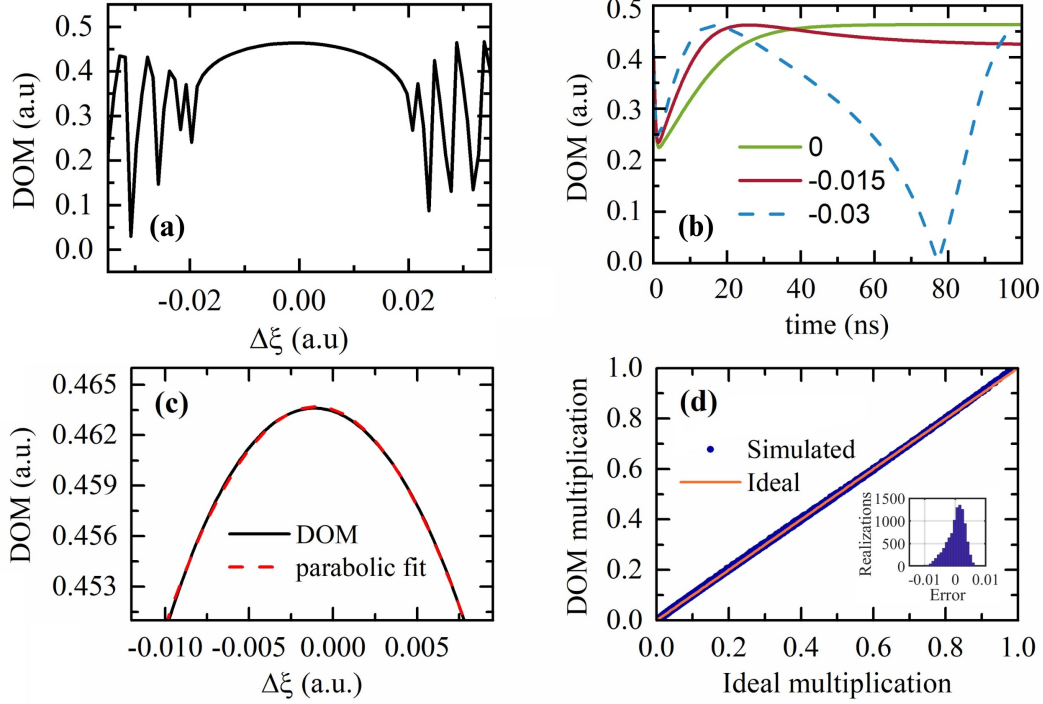 0.5
0.4
0.3
0.2
0.1
0.0
DOM (a.u)
(a)
-0.02
0.00
0.02
Δξ (a.u)
0.5
0.4
0.3
0.2
0.1
0.0
DOM (a.u)
0
-0.015
-0.03
(b)
0
20
40
60
80
100
time (ns)
0.465
0.462
0.459
0.456
0.453
DOM (a.u.)
(c)
DOM
parabolic fit
-0.010
-0.005
0.000
0.005
Δξ (a.u.)
1.0
0.8
0.6
0.4
0.2
0.0
DOM multiplication
(d)
Simulated
Ideal
1500
1000
500
0
Realizations
-0.01
0
0.01
Error
0.0
0.2
0.4
0.6
0.8
1.0
Ideal multiplication